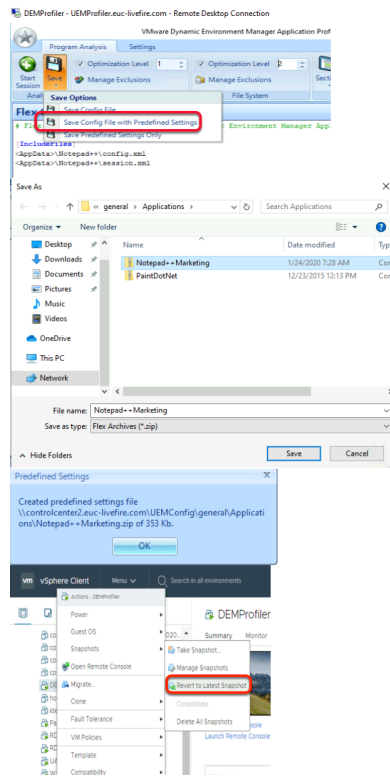 DEMProfiler - UEMProfiler.euc-livefire.com - Remote Desktop Connection
VMware Dynamic Environment Manager Application Prof
Program Analysis Settings
Start Session
Save
Optimization Level 1
Manage Exclusions
Optimization Level 2
Manage Exclusions
File System
Save Options
Save Config File
Save Config File with Predefined Settings
Save Predefined Settings Only
Environment Manager App
[IncludeFiles]
<AppData>\Notepad++\config.xml
<AppData>\Notepad++\session.xml
Save As
« general › Applications ›
Search Applications
Organize
New folder
Name Date modified Typ
Desktop
Downloads
Documents
Pictures
Music
Videos
OneDrive
This PC
Network
Notepad++Marketing 1/24/2020 7:28 AM Con
PaintDotNet 12/23/2015 12:13 PM Con
File name: Notepad++Marketing
Save as type: Flex Archives (*.zip)
Hide Folders
Save Cancel
Predefined Settings X
Created predefined settings file
\\controlcenter2.euc-livefire.com\UEMConfig\general\Applicati
ons\Notepad++Marketing.zip of 353 Kb.
OK
vm vSphere Client Menu Search in all environments
Actions - DEMProfiler
Power
Guest OS
Snapshots
Open Remote Console
Migrate...
Clone
Fault Tolerance
VM Policies
Template
Compatibility
Take Snapshot...
Manage Snapshots
Revert to Latest Snapshot
Consolidate
Delete All Snapshots
DEMProfiler
Summary Monitor
Launch Remote Console